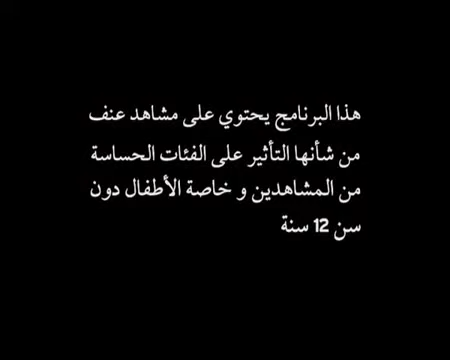 هذا البرنامج يحتوي على مشاهد عنف
من شأنها التأثير على الفئات الحساسة
من المشاهدين و خاصة الأطفال دون
سن 12 سنة